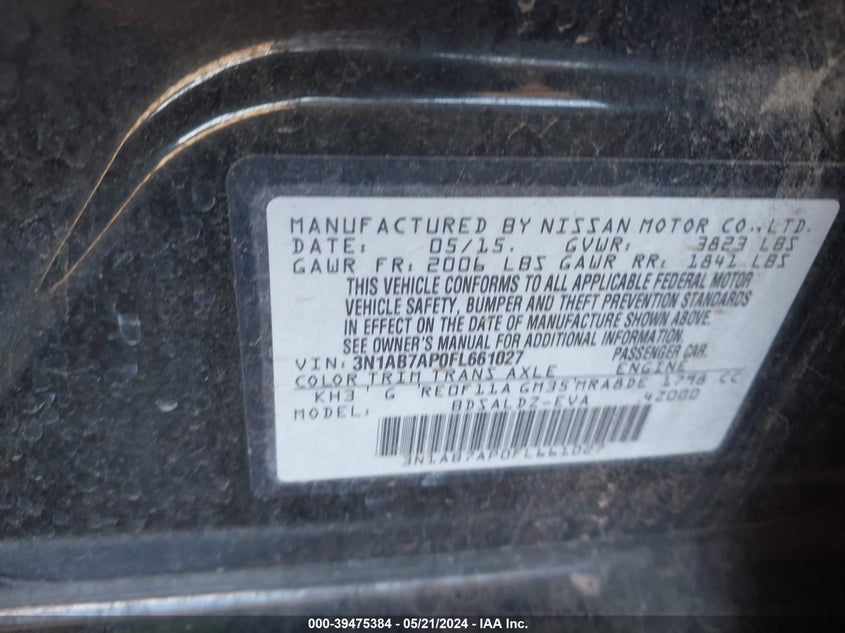 MANUFACTURED BY NISSAN MOTOR CO.,LTD.
DATE: 05/15. GVWR: 3823 LBS
GAWR FR: 2006 LBS GAWR RR: 1841 LBS
THIS VEHICLE CONFORMS TO ALL APPLICABLE FEDERAL MOTOR
VEHICLE SAFETY, BUMPER AND THEFT PREVENTION STANDARDS
IN EFFECT ON THE DATE OF MANUFACTURE SHOWN ABOVE.
SEE OWNER'S MANUAL FOR ADDITIONAL INFORMATION.
VIN: 3N1AB7AP0FL661027 PASSENGER CAR.
COLOR TRIM TRANS AXLE ENGINE
KH3 G RE0F11A GM35 MRA8DE 1798 CC
MODEL: BDSALDZ-EVA 4Z000
3N1AB7AP0FL661027
000-39475384 - 05/21/2024 - IAA Inc.